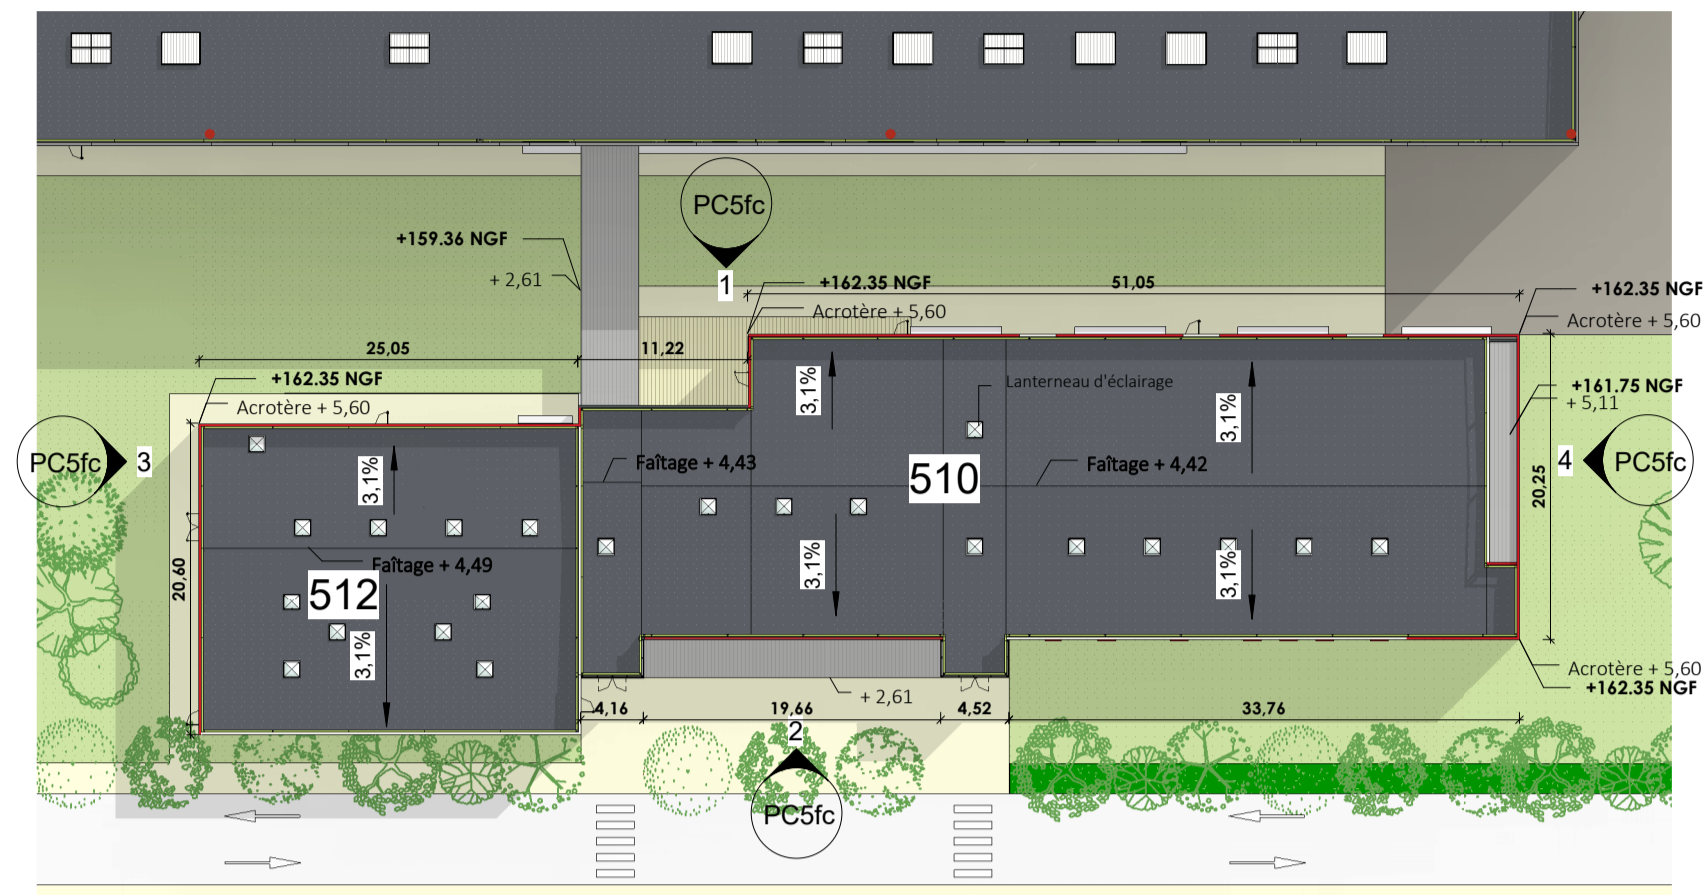 PC5fc
1
+159.36 NGF
+ 2,61
+162.35 NGF
Acrotère + 5,60
51,05
+162.35 NGF
Acrotère + 5,60
25,05
11,22
+162.35 NGF
Acrotère + 5,60
3,1%
3,1%
Lanterneau d'éclairage
+161.75 NGF
+ 5,11
PC5fc
3
3,1%
Faîtage + 4,43
510
Faîtage + 4,42
4
PC5fc
20,25
20,60
Faîtage + 4,49
512
3,1%
3,1%
3,1%
Acrotère + 5,60
+162.35 NGF
+ 2,61
4,16
19,66
4,52
33,76
2
PC5fc